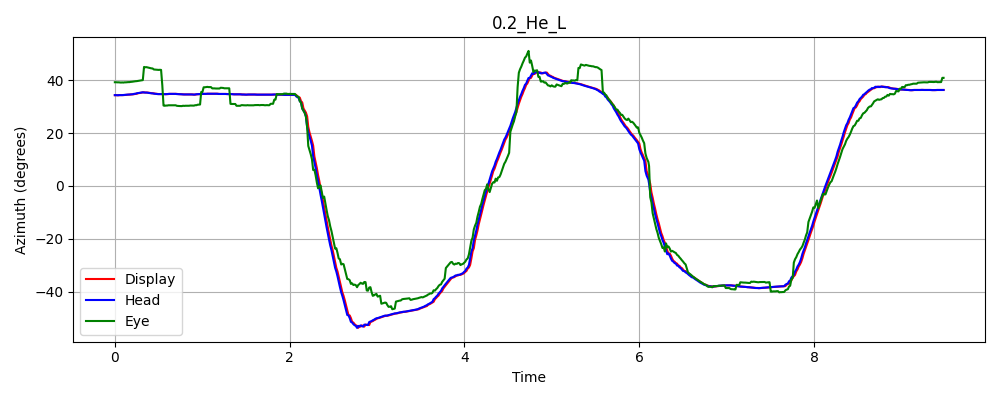 0.2_He_L
Azimuth (degrees)
40
20
0
−20
−40
Display
Head
Eye
0 2 4 6 8
Time